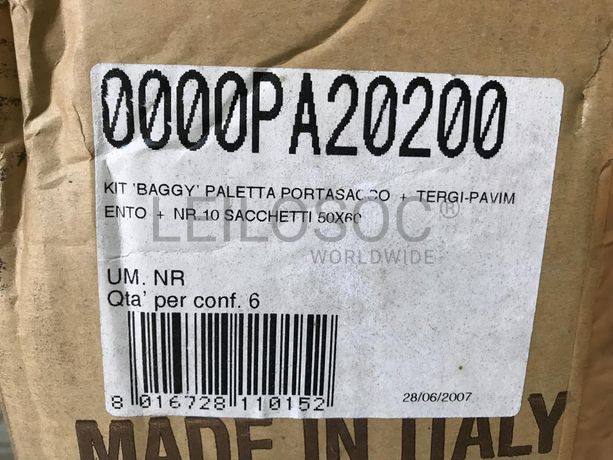 0000PA20200
KIT 'BAGGY' PALETTA PORTASACCO + TERGI-PAVIM
ENTO + NR.10 SACCHETTI 50X60
LEILOSOC®
WORLDWIDE
UM. NR
Qta' per conf. 6
8 016728 110152
28/06/2007
MADE IN ITALY